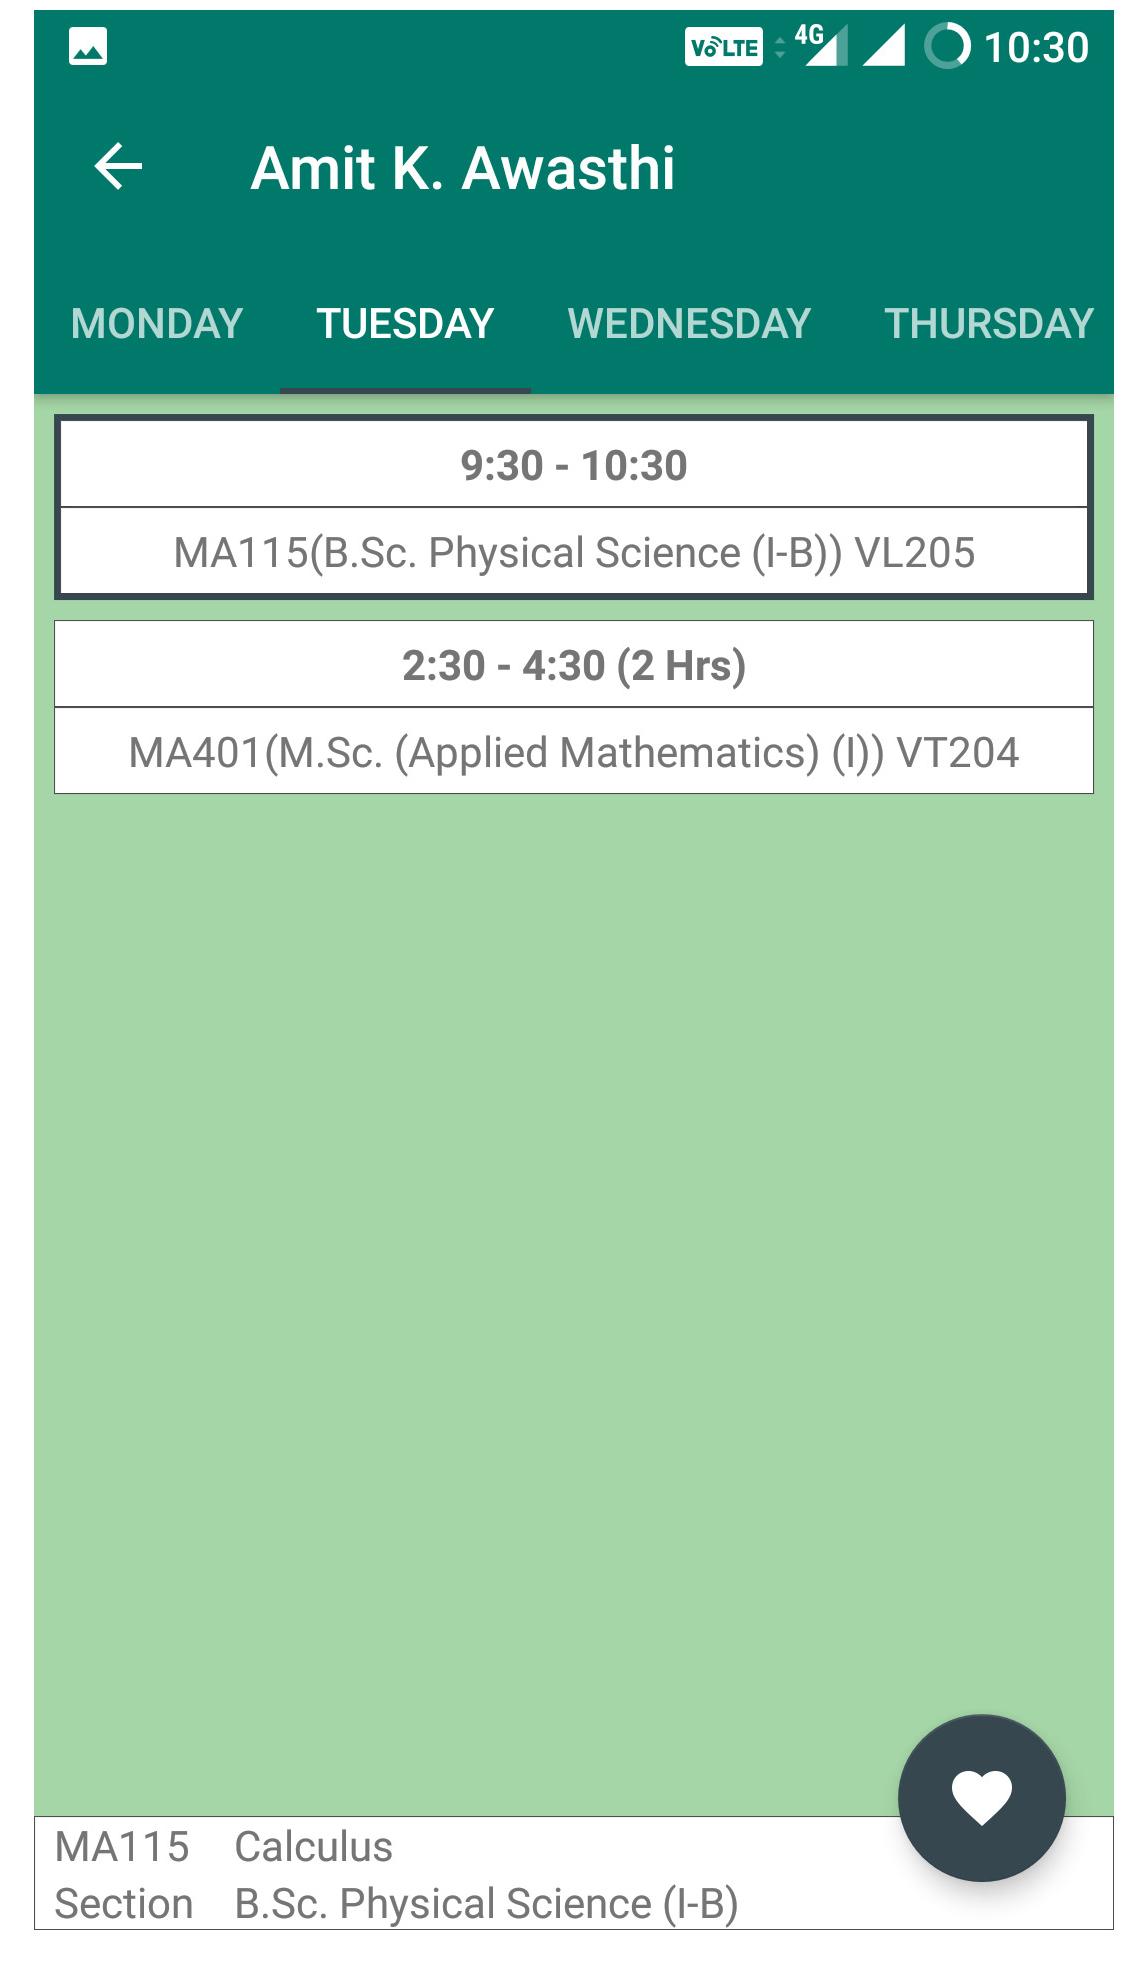 VoLTE 4G 10:30
Amit K. Awasthi
MONDAY TUESDAY WEDNESDAY THURSDAY
9:30 - 10:30
MA115(B.Sc. Physical Science (I-B)) VL205
2:30 - 4:30 (2 Hrs)
MA401(M.Sc. (Applied Mathematics) (I)) VT204
MA115 Calculus
Section B.Sc. Physical Science (I-B)